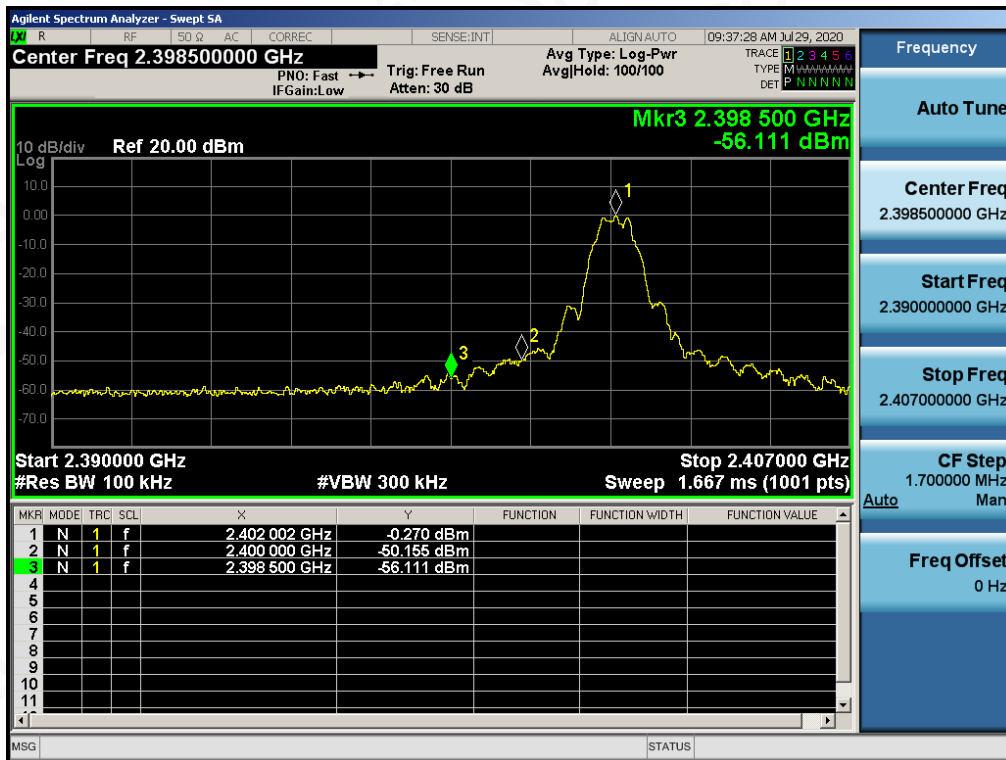 Agilent Spectrum Analyzer - Swept SA
LXI R RF 50 Ω AC CORREC SENSE:INT ALIGN AUTO 09:37:28 AM Jul 29, 2020
Center Freq 2.398500000 GHz
PNO: Fast
IFGain:Low
Trig: Free Run
Atten: 30 dB
Avg Type: Log-Pwr
Avg|Hold: 100/100
TRACE 1 2 3 4 5 6
TYPE M
DET P N N N N N
Mkr3 2.398 500 GHz
-56.111 dBm
10 dB/div Ref 20.00 dBm
Log
10.0
0.00
-10.0
-20.0
-30.0
-40.0
-50.0
-60.0
-70.0
1
2
3
Start 2.390000 GHz Stop 2.407000 GHz
#Res BW 100 kHz #VBW 300 kHz Sweep 1.667 ms (1001 pts)
MKR MODE TRC SCL X Y FUNCTION FUNCTION WIDTH FUNCTION VALUE
1 N 1 f 2.402 002 GHz -0.270 dBm
2 N 1 f 2.400 000 GHz -50.155 dBm
3 N 1 f 2.398 500 GHz -56.111 dBm
4
5
6
7
8
9
10
11
MSG STATUS
Frequency
Auto Tune
Center Freq
2.398500000 GHz
Start Freq
2.390000000 GHz
Stop Freq
2.407000000 GHz
CF Step
1.700000 MHz
Auto Man
Freq Offset
0 Hz